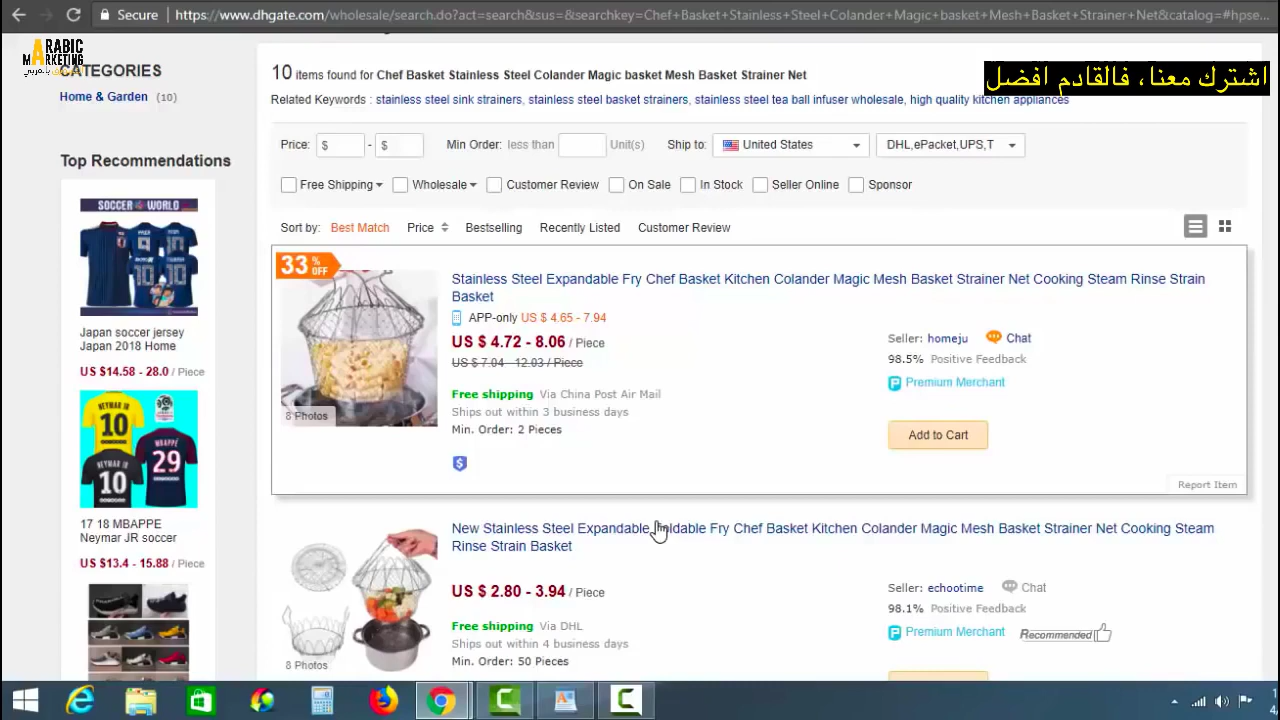 Secure
https://www.dhgate.com/wholesale/search.do?act=search&sus=&searchkey=Chef+Basket+Stainless+Steel+Colander+Magic+basket+Mesh+Basket+Strainer+Net&catalog=#hpse...
ARABIC
MARKETING
CATEGORIES
Home & Garden (10)
Top Recommendations
SOCCER WORLD
Japan soccer jersey
Japan 2018 Home
US $14.58 - 28.0 / Piece
NEYMAR JR
10
MBAPPE
29
NEYMAR JR
10
17 18 MBAPPE
Neymar JR soccer
US $13.4 - 15.88 / Piece
اشترك معنا، فالقادم افضل
10 items found for Chef Basket Stainless Steel Colander Magic basket Mesh Basket Strainer Net
Related Keywords : stainless steel sink strainers, stainless steel basket strainers, stainless steel tea ball infuser wholesale, high quality kitchen appliances
Price: $ - $ Min Order: less than Unit(s) Ship to: United States DHL,ePacket,UPS,T
Free Shipping Wholesale Customer Review On Sale In Stock Seller Online Sponsor
Sort by: Best Match Price Bestselling Recently Listed Customer Review
33 % OFF
8 Photos
Stainless Steel Expandable Fry Chef Basket Kitchen Colander Magic Mesh Basket Strainer Net Cooking Steam Rinse Strain
Basket
APP-only US $ 4.65 - 7.94
US $ 4.72 - 8.06 / Piece
US $ 7.04 - 12.03 / Piece
Free shipping Via China Post Air Mail
Ships out within 3 business days
Min. Order: 2 Pieces
Seller: homeju Chat
98.5% Positive Feedback
Premium Merchant
Add to Cart
Report Item
8 Photos
New Stainless Steel Expandable Foldable Fry Chef Basket Kitchen Colander Magic Mesh Basket Strainer Net Cooking Steam
Rinse Strain Basket
US $ 2.80 - 3.94 / Piece
Free shipping Via DHL
Ships out within 4 business days
Min. Order: 50 Pieces
Seller: echootime Chat
98.1% Positive Feedback
Premium Merchant Recommended